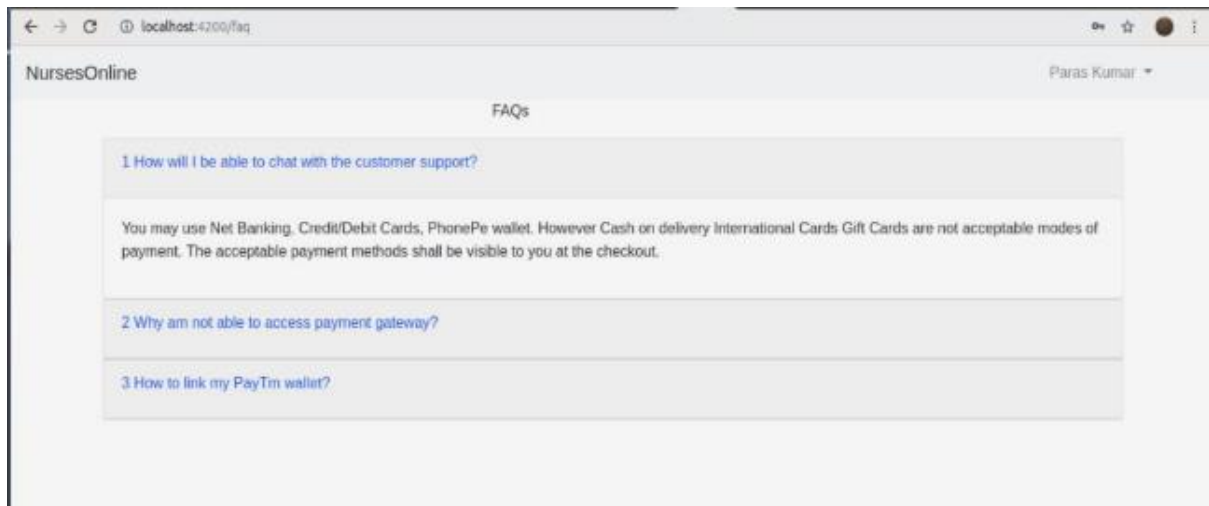 localhost:4200/faq
NursesOnline
Paras Kumar
FAQs
1 How will I be able to chat with the customer support?
You may use Net Banking, Credit/Debit Cards, PhonePe wallet. However Cash on delivery International Cards Gift Cards are not acceptable modes of
payment. The acceptable payment methods shall be visible to you at the checkout.
2 Why am not able to access payment gateway?
3 How to link my PayTm wallet?